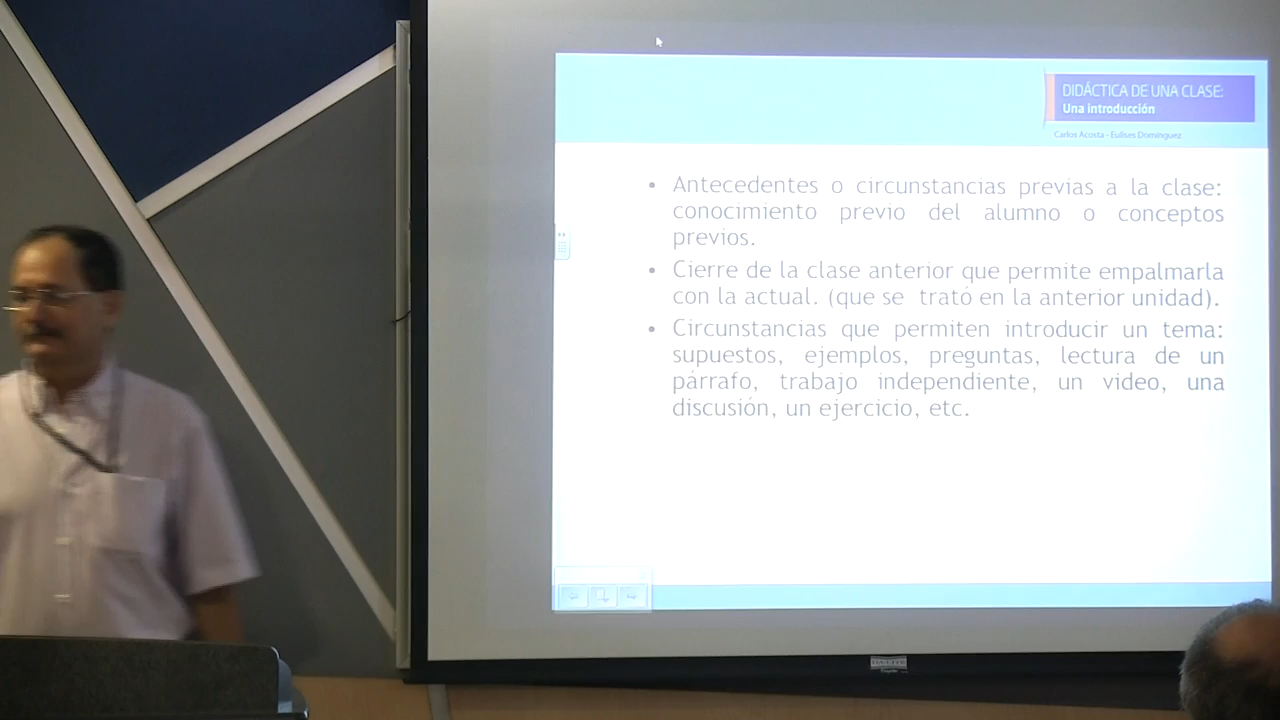 DIDÁCTICA DE UNA CLASE:
Una introducción
Carlos Acosta - Eulises Domínguez
• Antecedentes o circunstancias previas a la clase:
conocimiento previo del alumno o conceptos
previos.
• Cierre de la clase anterior que permite empalmarla
con la actual. (que se trató en la anterior unidad).
• Circunstancias que permiten introducir un tema:
supuestos, ejemplos, preguntas, lectura de un
párrafo, trabajo independiente, un video, una
discusión, un ejercicio, etc.